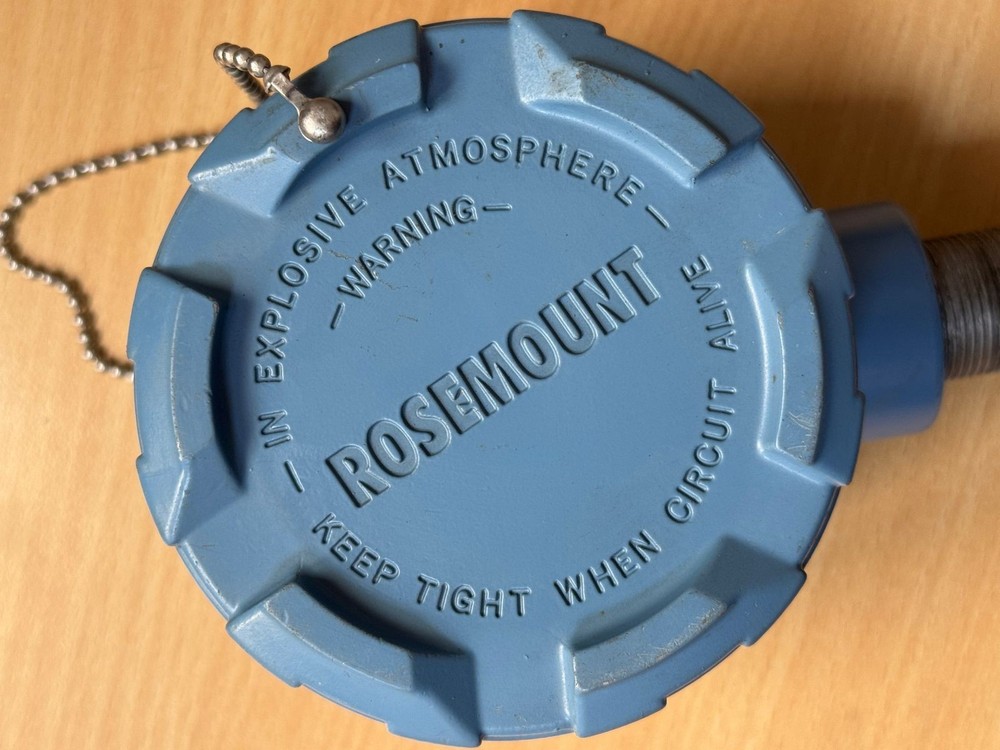 — WARNING —
— IN EXPLOSIVE ATMOSPHERE —
ROSEMOUNT
KEEP TIGHT WHEN CIRCUIT ALIVE